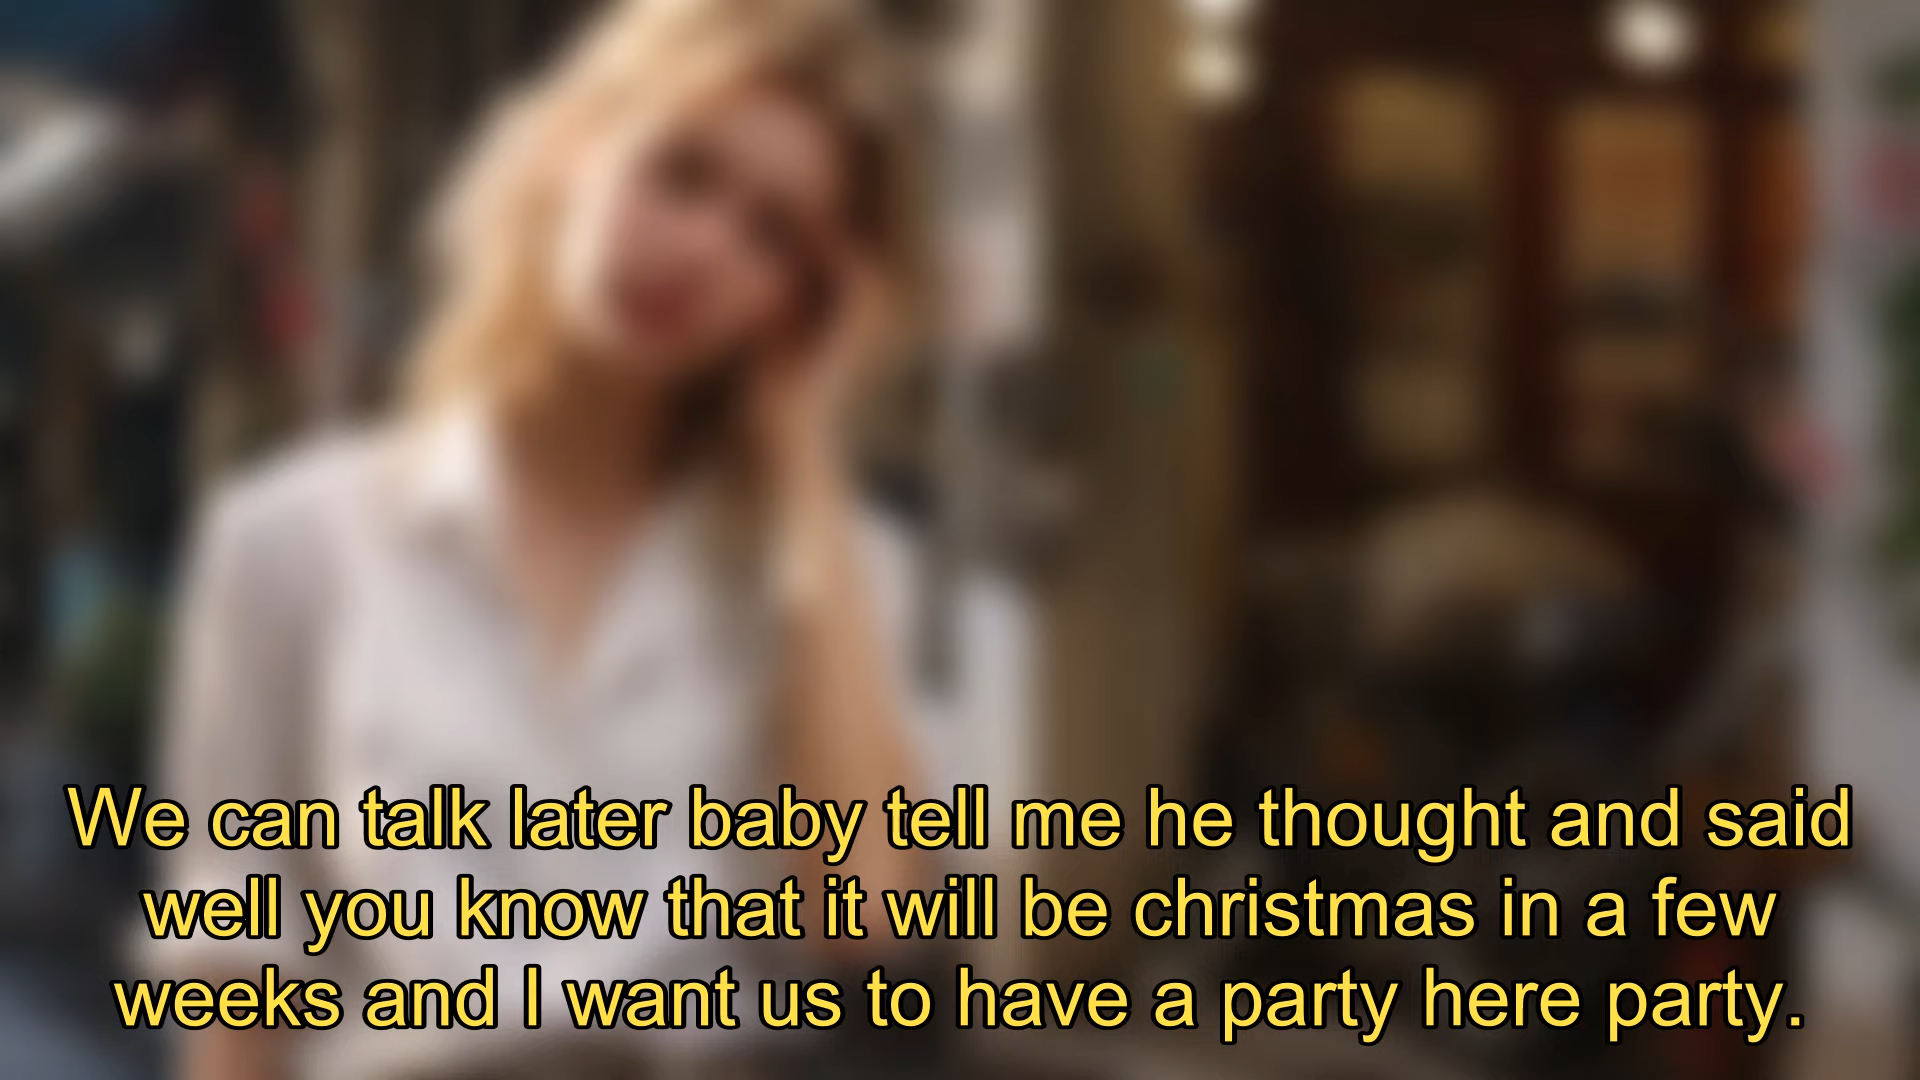 We can talk later baby tell me he thought and said
well you know that it will be christmas in a few
weeks and I want us to have a party here party.